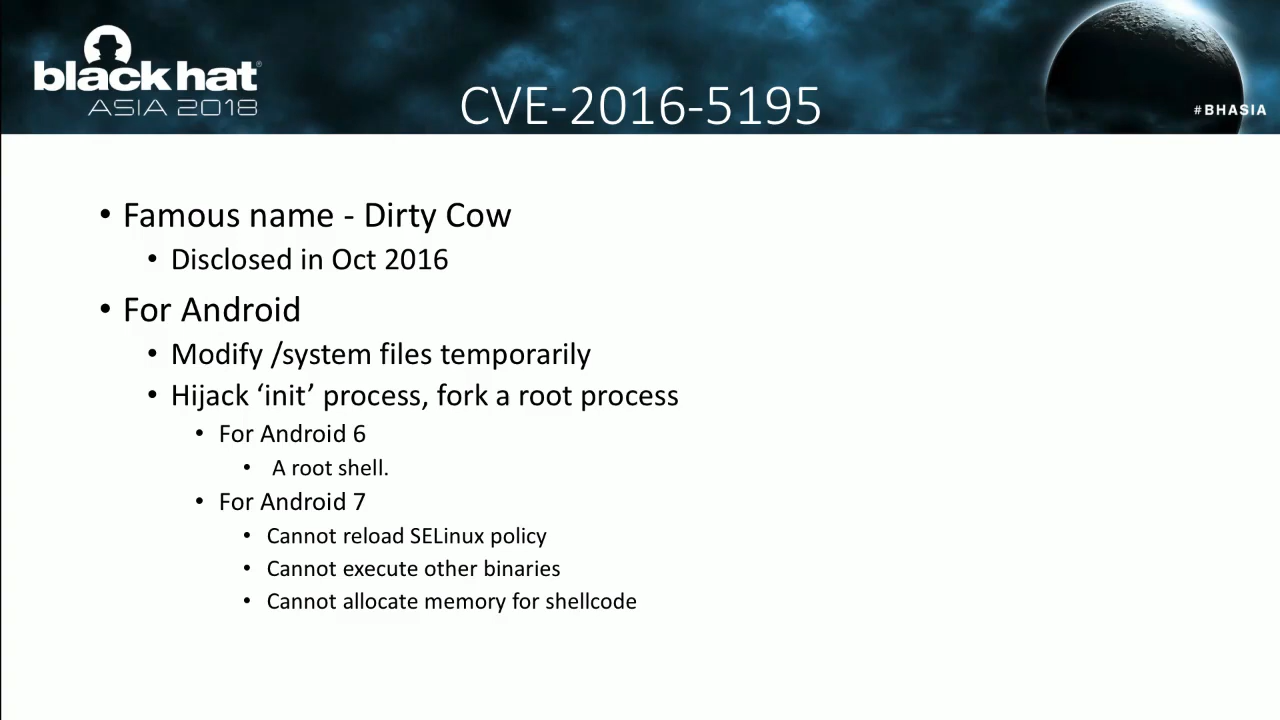 black hat®
ASIA 2018
CVE-2016-5195
#BHASIA
• Famous name - Dirty Cow
• Disclosed in Oct 2016
• For Android
• Modify /system files temporarily
• Hijack ‘init’ process, fork a root process
• For Android 6
• A root shell.
• For Android 7
• Cannot reload SELinux policy
• Cannot execute other binaries
• Cannot allocate memory for shellcode